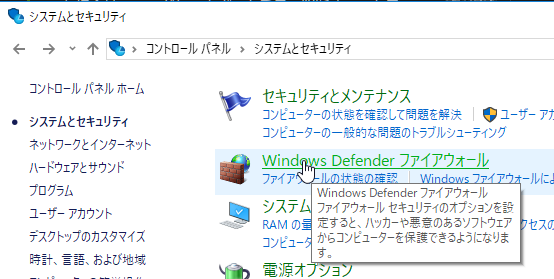 システムとセキュリティ
コントロール パネル › システムとセキュリティ
コントロール パネル ホーム
システムとセキュリティ
ネットワークとインターネット
ハードウェアとサウンド
プログラム
ユーザー アカウント
デスクトップのカスタマイズ
時計、言語、および地域
セキュリティとメンテナンス
コンピューターの状態を確認して問題を解決
ユーザー アカ
コンピューターの一般的な問題のトラブルシューティング
Windows Defender ファイアウォール
ファイアウォールの状態の確認
Windows ファイアウォールによ
Windows Defender ファイアウォール
ファイアウォール セキュリティのオプションを設
定すると、ハッカーや悪意のあるソフトウェア
からコンピューターを保護できるようになりま
す。
システム
RAM の量
クセスの
コンピュー
電源オプション